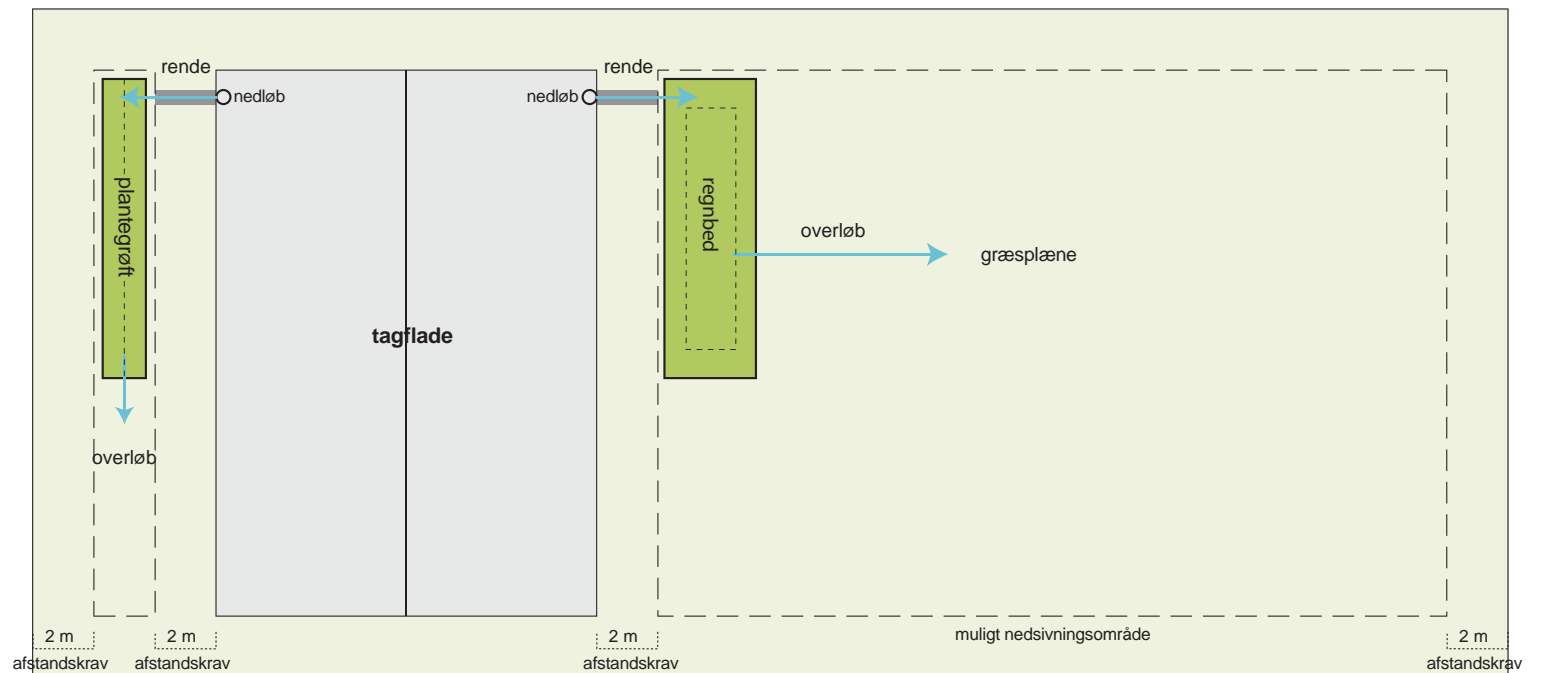 rende
rende
nedløb
nedløb
plantegrøft
regnbed
overløb
græsplæne
tagflade
overløb
2 m
2 m
2 m
muligt nedsivningsområde
2 m
afstandskrav
afstandskrav
afstandskrav
afstandskrav